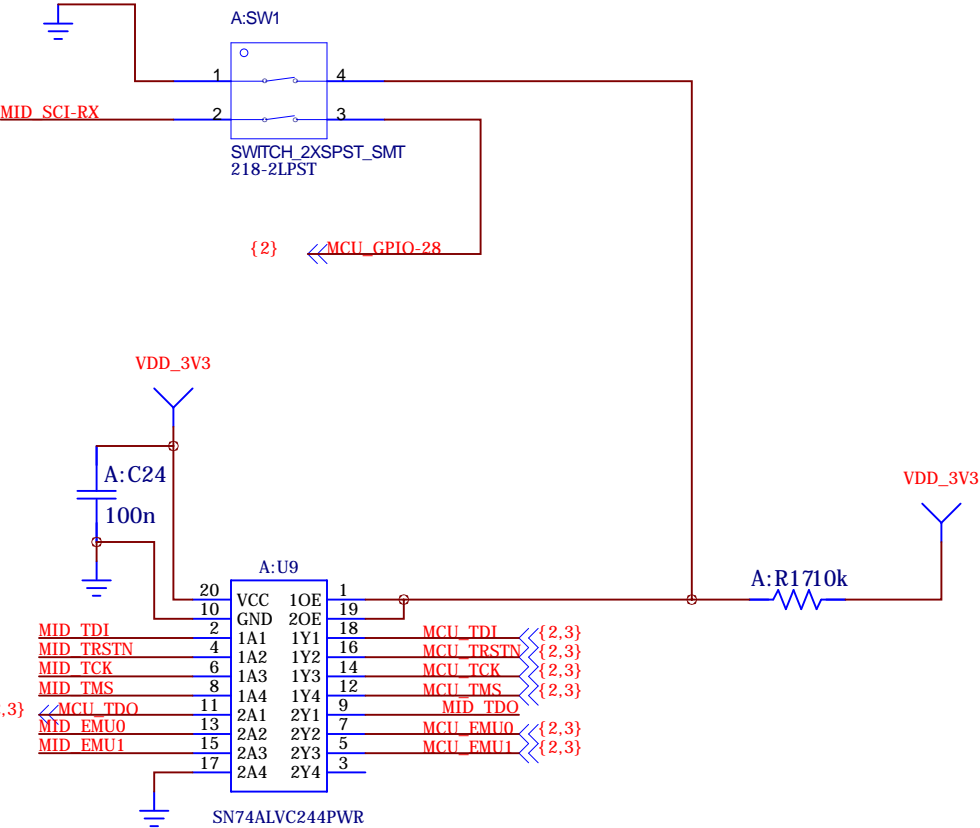 A:SW1
1
4
MID_SCI-RX
2
3
SWITCH_2XSPST_SMT
218-2LPST
{2}
MCU_GPIO-28
VDD_3V3
A:C24
100n
VDD_3V3
A:R17 10k
A:U9
20 VCC 1OE 1
10 GND 2OE 19
MID_TDI 2 1A1 1Y1 18 MCU_TDI {2,3}
MID_TRSTN 4 1A2 1Y2 16 MCU_TRSTN {2,3}
MID_TCK 6 1A3 1Y3 14 MCU_TCK {2,3}
MID_TMS 8 1A4 1Y4 12 MCU_TMS {2,3}
,3} MCU_TDO 11 2A1 2Y1 9 MID_TDO
MID_EMU0 13 2A2 2Y2 7 MCU_EMU0 {2,3}
MID_EMU1 15 2A3 2Y3 5 MCU_EMU1 {2,3}
17 2A4 2Y4 3
SN74ALVC244PWR